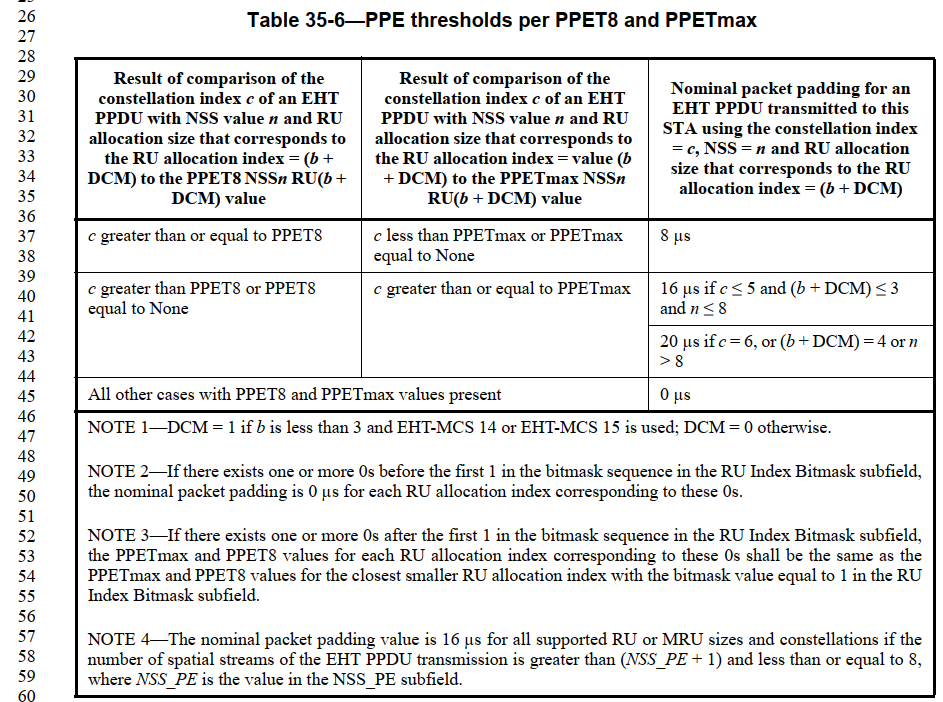 25
26
27
28
29
30
31
32
33
34
35
36
37
38
39
40
41
42
43
44
45
46
47
48
49
50
51
52
53
54
55
56
57
58
59
60
Table 35-6—PPE thresholds per PPET8 and PPETmax
Result of comparison of the
constellation index c of an EHT
PPDU with NSS value n and RU
allocation size that corresponds to
the RU allocation index = (b +
DCM) to the PPET8 NSSn RU(b +
DCM) value
Result of comparison of the
constellation index c of an EHT
PPDU with NSS value n and RU
allocation size that corresponds to
the RU allocation index = value (b
+ DCM) to the PPETmax NSSn
RU(b + DCM) value
Nominal packet padding for an
EHT PPDU transmitted to this
STA using the constellation index
= c, NSS = n and RU allocation
size that corresponds to the RU
allocation index = (b + DCM)
c greater than or equal to PPET8
c less than PPETmax or PPETmax
equal to None
8 µs
c greater than PPET8 or PPET8
equal to None
c greater than or equal to PPETmax
16 µs if c ≤ 5 and (b + DCM) ≤ 3
and n ≤ 8
20 µs if c = 6, or (b + DCM) = 4 or n
> 8
All other cases with PPET8 and PPETmax values present
0 µs
NOTE 1—DCM = 1 if b is less than 3 and EHT-MCS 14 or EHT-MCS 15 is used; DCM = 0 otherwise.
NOTE 2—If there exists one or more 0s before the first 1 in the bitmask sequence in the RU Index Bitmask subfield,
the nominal packet padding is 0 µs for each RU allocation index corresponding to these 0s.
NOTE 3—If there exists one or more 0s after the first 1 in the bitmask sequence in the RU Index Bitmask subfield,
the PPETmax and PPET8 values for each RU allocation index corresponding to these 0s shall be the same as the
PPETmax and PPET8 values for the closest smaller RU allocation index with the bitmask value equal to 1 in the RU
Index Bitmask subfield.
NOTE 4—The nominal packet padding value is 16 µs for all supported RU or MRU sizes and constellations if the
number of spatial streams of the EHT PPDU transmission is greater than (NSS_PE + 1) and less than or equal to 8,
where NSS_PE is the value in the NSS_PE subfield.